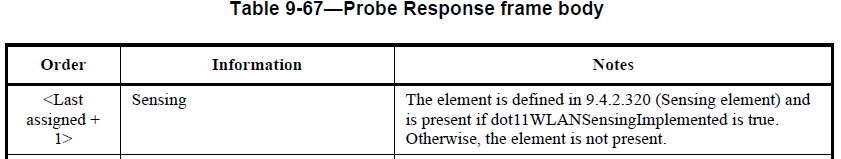 Table 9-67—Probe Response frame body
Order Information Notes
<Last Sensing The element is defined in 9.4.2.320 (Sensing element) and
assigned + is present if dot11WLANSensingImplemented is true.
1> Otherwise, the element is not present.